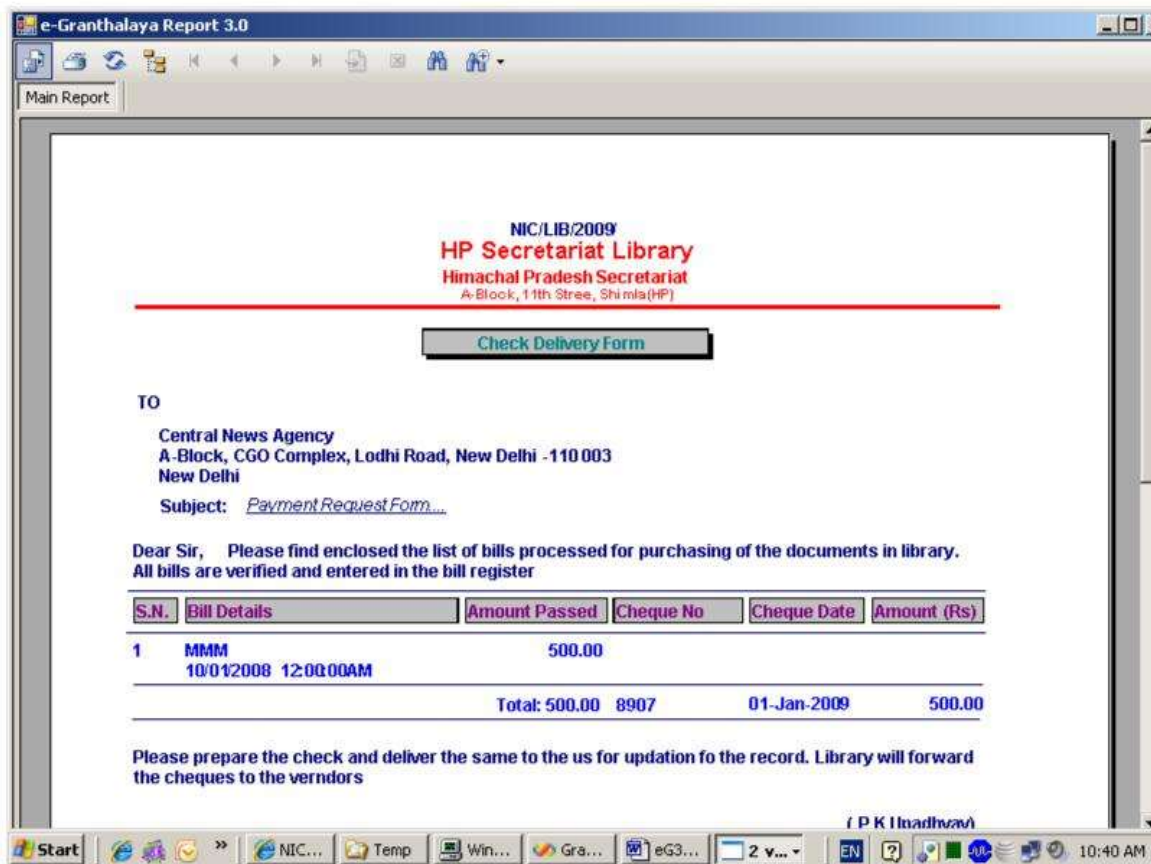 e-Granthalaya Report 3.0
Main Report
NIC/LIB/2009/
HP Secretariat Library
Himachal Pradesh Secretariat
A-Block, 11th Stree, Shimla(HP)
Check Delivery Form
TO
Central News Agency
A-Block, CGO Complex, Lodhi Road, New Delhi -110 003
New Delhi
Subject: Payment Request Form....
Dear Sir, Please find enclosed the list of bills processed for purchasing of the documents in library.
All bills are verified and entered in the bill register
S.N. Bill Details Amount Passed Cheque No Cheque Date Amount (Rs)
1 MMM 500.00
10/01/2008 12:00:00AM
Total: 500.00 8907 01-Jan-2009 500.00
Please prepare the check and deliver the same to the us for updation fo the record. Library will forward
the cheques to the verndors
( P K Upadhyay)
Start NIC... Temp Win... Gra... eG3... 2 v... EN 10:40 AM